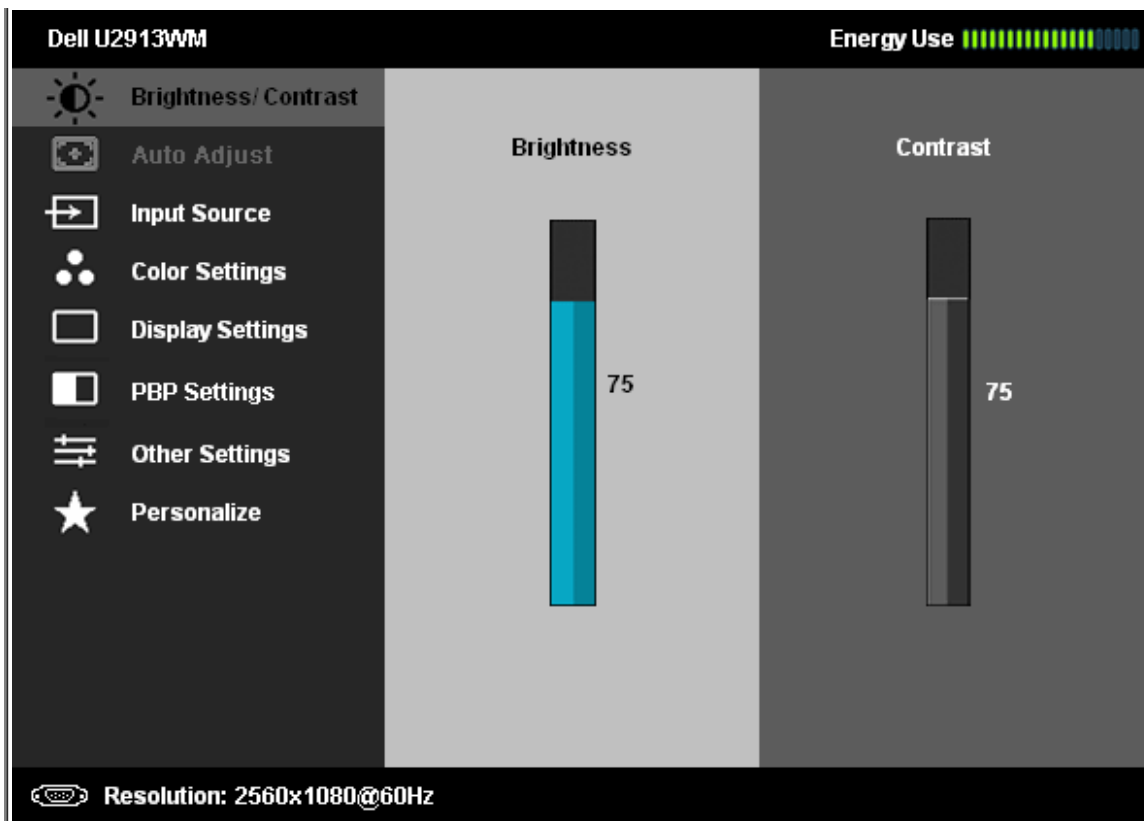 Dell U2913WM
Energy Use
Brightness/Contrast
Auto Adjust
Input Source
Color Settings
Display Settings
PBP Settings
Other Settings
Personalize
Brightness
75
Contrast
75
Resolution: 2560x1080@60Hz